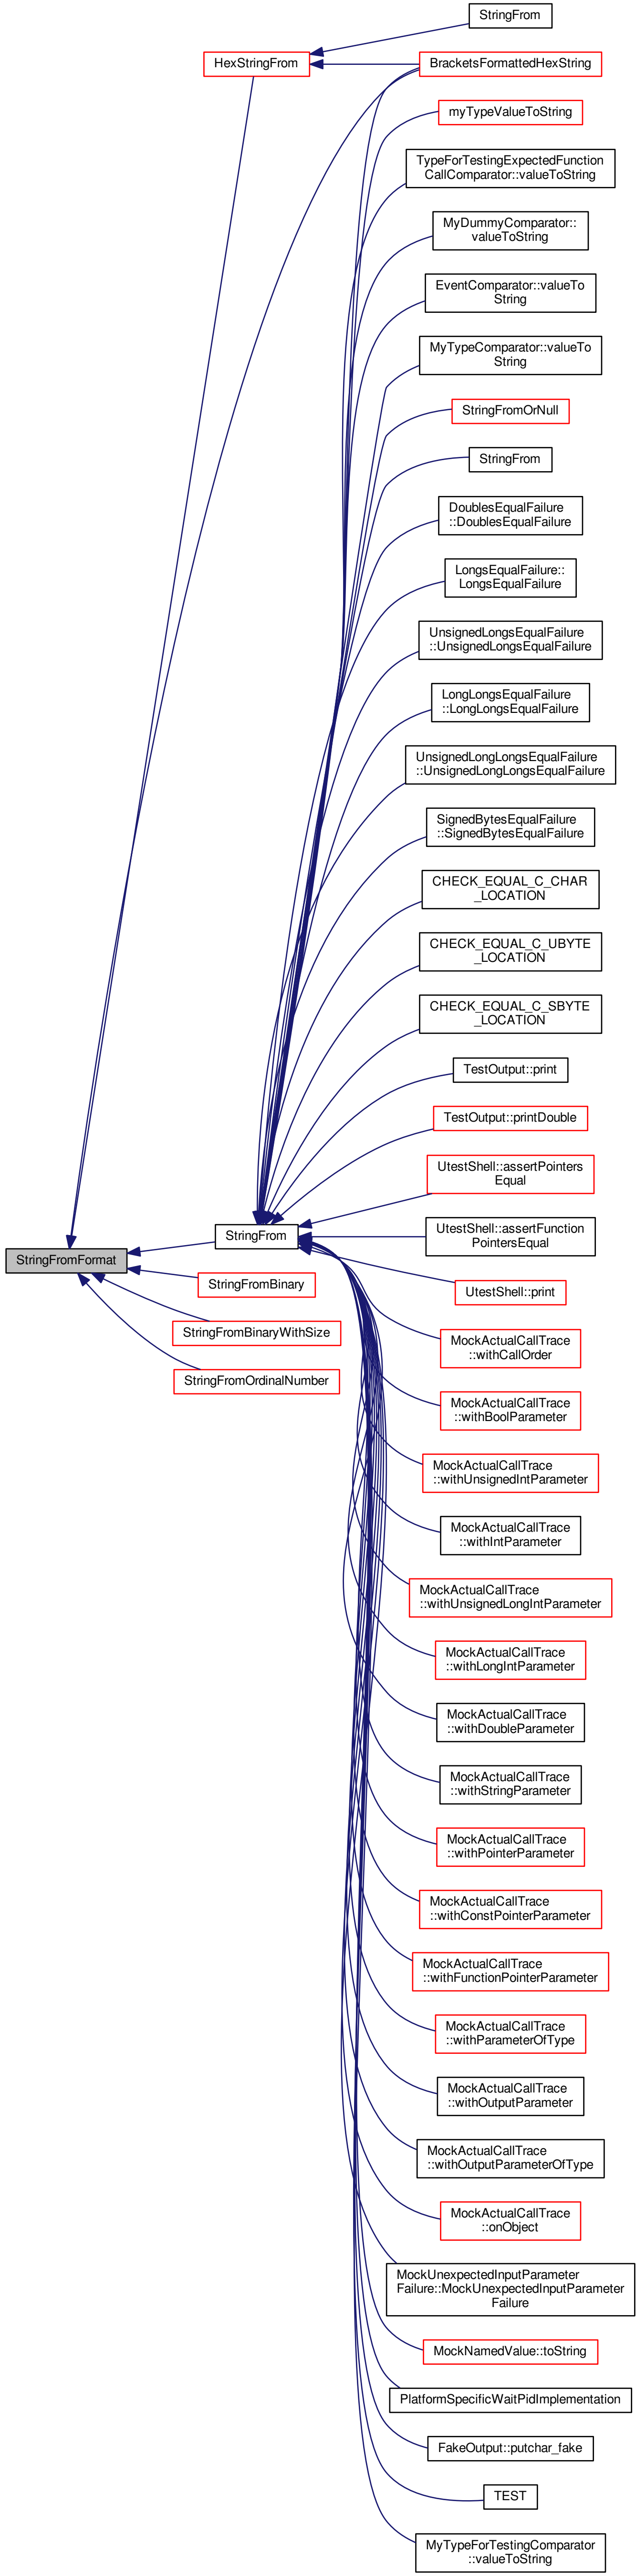 StringFrom
HexStringFrom
BracketsFormattedHexString
myTypeValueToString
TypeForTestingExpectedFunction
CallComparator::valueToString
MyDummyComparator::
valueToString
EventComparator::valueTo
String
MyTypeComparator::valueTo
String
StringFromOrNull
StringFrom
DoublesEqualFailure
::DoublesEqualFailure
LongsEqualFailure::
LongsEqualFailure
UnsignedLongsEqualFailure
::UnsignedLongsEqualFailure
LongLongsEqualFailure
::LongLongsEqualFailure
UnsignedLongLongsEqualFailure
::UnsignedLongLongsEqualFailure
SignedBytesEqualFailure
::SignedBytesEqualFailure
CHECK_EQUAL_C_CHAR
_LOCATION
CHECK_EQUAL_C_UBYTE
_LOCATION
CHECK_EQUAL_C_SBYTE
_LOCATION
TestOutput::print
TestOutput::printDouble
UtestShell::assertPointers
Equal
StringFrom
UtestShell::assertFunction
PointersEqual
StringFromFormat
StringFromBinary
UtestShell::print
StringFromBinaryWithSize
MockActualCallTrace
::withCallOrder
StringFromOrdinalNumber
MockActualCallTrace
::withBoolParameter
MockActualCallTrace
::withUnsignedIntParameter
MockActualCallTrace
::withIntParameter
MockActualCallTrace
::withUnsignedLongIntParameter
MockActualCallTrace
::withLongIntParameter
MockActualCallTrace
::withDoubleParameter
MockActualCallTrace
::withStringParameter
MockActualCallTrace
::withPointerParameter
MockActualCallTrace
::withConstPointerParameter
MockActualCallTrace
::withFunctionPointerParameter
MockActualCallTrace
::withParameterOfType
MockActualCallTrace
::withOutputParameter
MockActualCallTrace
::withOutputParameterOfType
MockActualCallTrace
::onObject
MockUnexpectedInputParameter
Failure::MockUnexpectedInputParameter
Failure
MockNamedValue::toString
PlatformSpecificWaitPidImplementation
FakeOutput::putchar_fake
TEST
MyTypeForTestingComparator
::valueToString